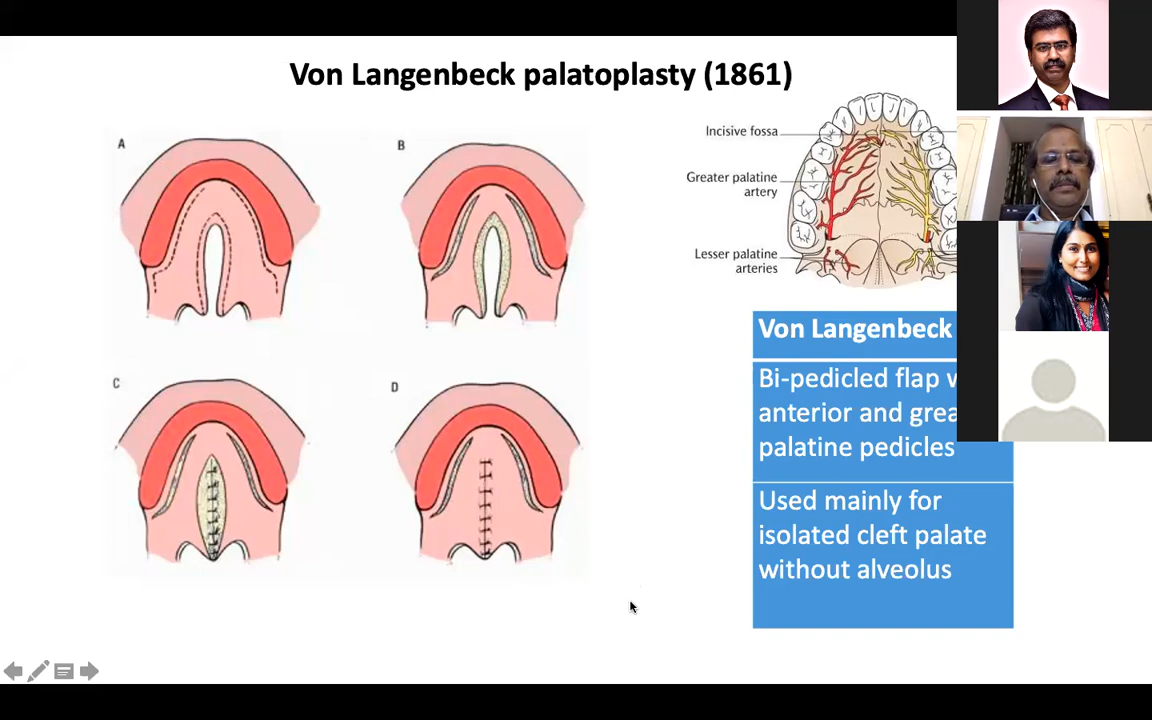 Von Langenbeck palatoplasty (1861)
A
B
C
D
Incisive fossa
Greater palatine
artery
Lesser palatine
arteries
Von Langenbeck
Bi-pedicled flap
anterior and
palatine pedicles
Used mainly for
isolated cleft palate
without alveolus